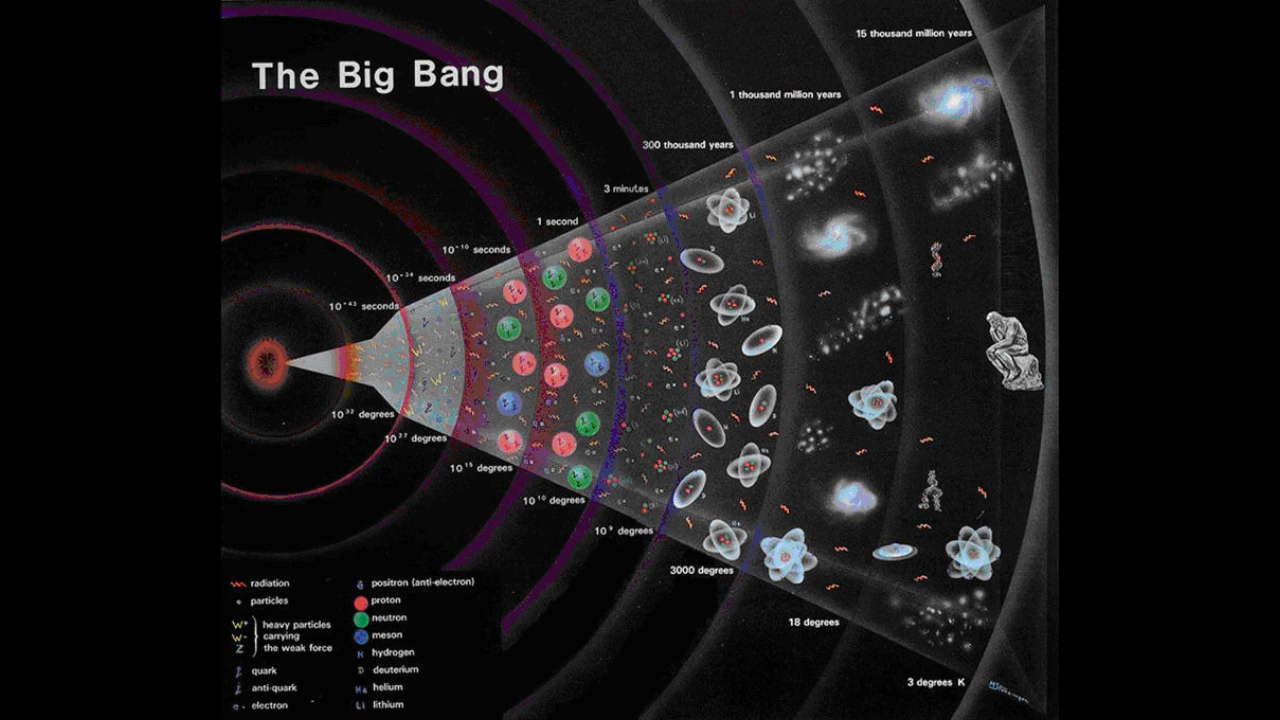 The Big Bang
15 thousand million years
1 thousand million years
300 thousand years
3 minutes
1 second
10⁻¹⁰ seconds
10⁻³⁴ seconds
10⁻⁴³ seconds
10³² degrees
10²⁷ degrees
10¹⁵ degrees
10¹⁰ degrees
10⁹ degrees
3000 degrees
18 degrees
3 degrees K
radiation
particles
W+
W-
Z
heavy particles
carrying
the weak force
quark
anti-quark
e- electron
positron (anti-electron)
proton
neutron
meson
H hydrogen
D deuterium
He helium
Li lithium